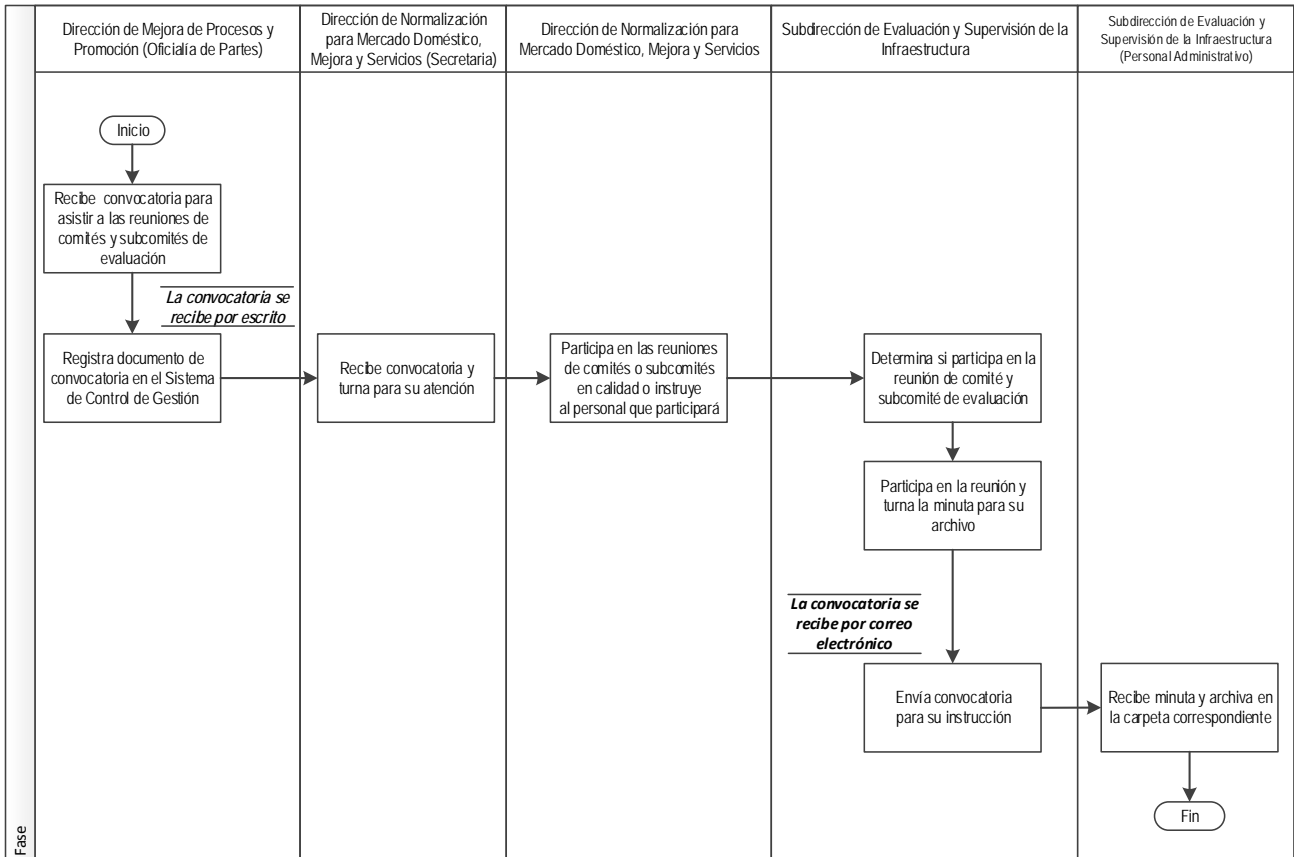 Dirección de Mejora de Procesos y
Promoción (Oficialía de Partes)
Dirección de Normalización
para Mercado Doméstico,
Mejora y Servicios (Secretaria)
Dirección de Normalización para
Mercado Doméstico, Mejora y Servicios
Subdirección de Evaluación y Supervisión de la
Infraestructura
Subdirección de Evaluación y
Supervisión de la Infraestructura
(Personal Administrativo)
Inicio
Recibe convocatoria para
asistir a las reuniones de
comités y subcomités de
evaluación
La convocatoria se
recibe por escrito
Registra documento de
convocatoria en el Sistema
de Control de Gestión
Recibe convocatoria y
turna para su atención
Participa en las reuniones
de comités o subcomités
en calidad o instruye
al personal que participará
Determina si participa en la
reunión de comité y
subcomité de evaluación
Participa en la reunión y
turna la minuta para su
archivo
La convocatoria se
recibe por correo
electrónico
Envía convocatoria
para su instrucción
Recibe minuta y archiva en
la carpeta correspondiente
Fin
Fase